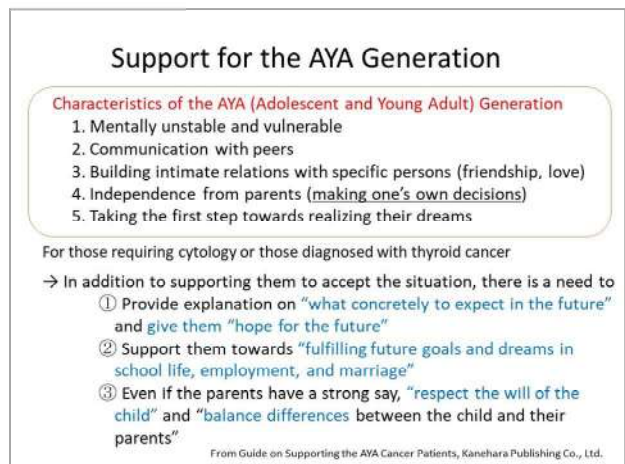 Support for the AYA Generation
Characteristics of the AYA (Adolescent and Young Adult) Generation
1. Mentally unstable and vulnerable
2. Communication with peers
3. Building intimate relations with specific persons (friendship, love)
4. Independence from parents (making one's own decisions)
5. Taking the first step towards realizing their dreams
For those requiring cytology or those diagnosed with thyroid cancer
→ In addition to supporting them to accept the situation, there is a need to
① Provide explanation on “what concretely to expect in the future”
and give them “hope for the future”
② Support them towards “fulfilling future goals and dreams in
school life, employment, and marriage”
③ Even if the parents have a strong say, “respect the will of the
child” and “balance differences between the child and their
parents”
From Guide on Supporting the AYA Cancer Patients, Kanehara Publishing Co., Ltd.